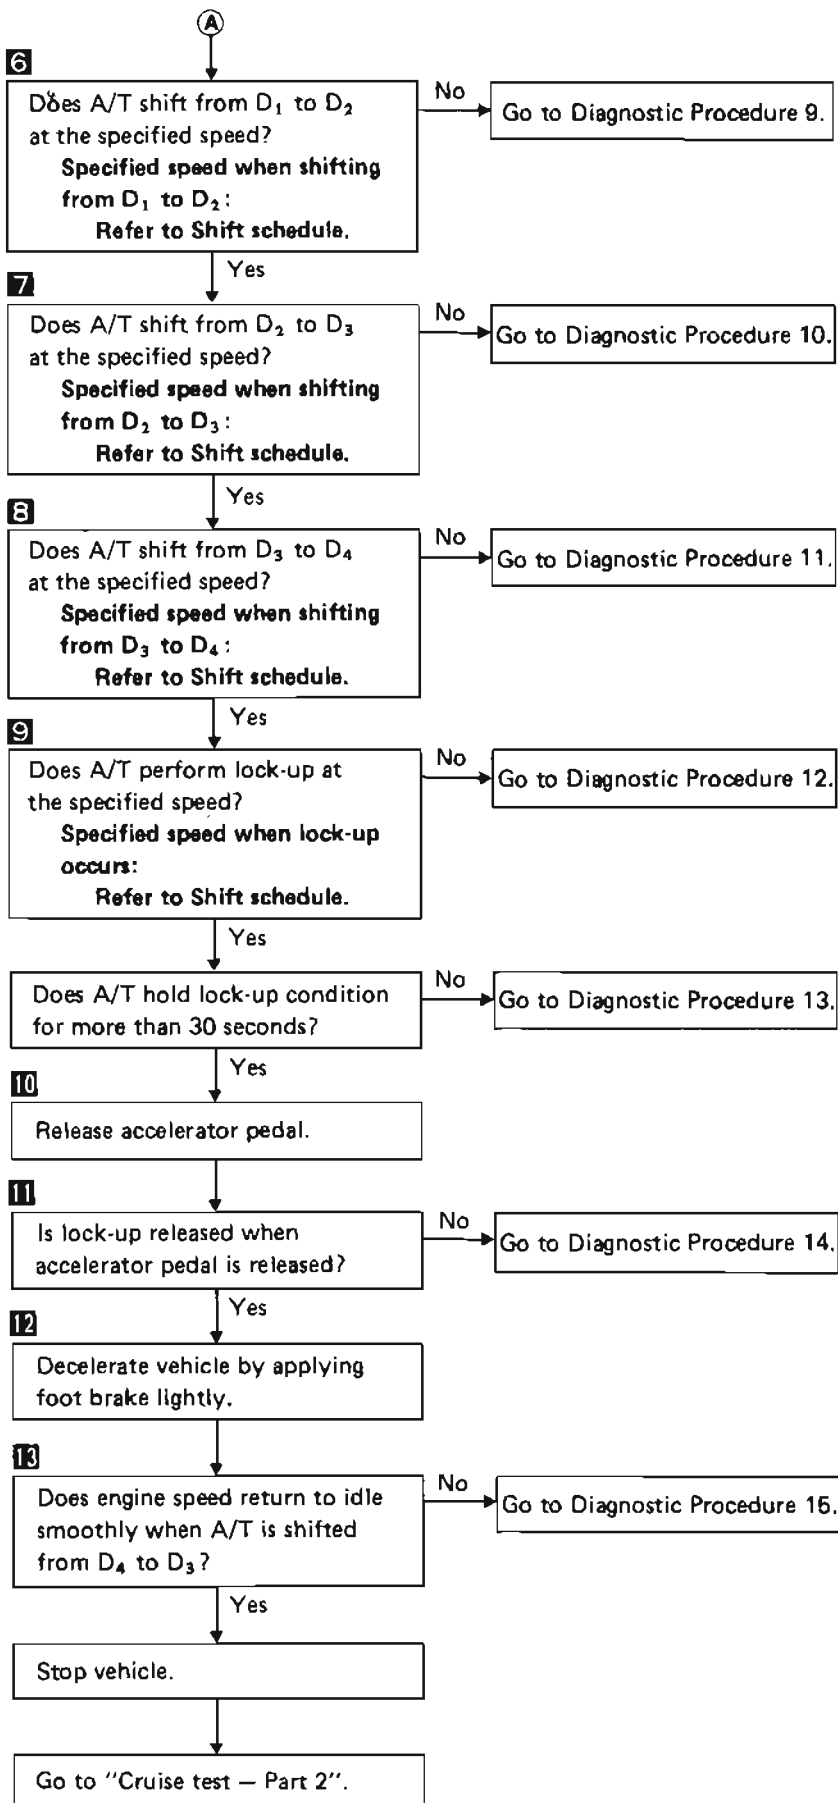 A
6
Does A/T shift from D₁ to D₂
at the specified speed?
Specified speed when shifting
from D₁ to D₂:
Refer to Shift schedule.
No
Go to Diagnostic Procedure 9.
Yes
7
Does A/T shift from D₂ to D₃
at the specified speed?
Specified speed when shifting
from D₂ to D₃:
Refer to Shift schedule.
No
Go to Diagnostic Procedure 10.
Yes
8
Does A/T shift from D₃ to D₄
at the specified speed?
Specified speed when shifting
from D₃ to D₄:
Refer to Shift schedule.
No
Go to Diagnostic Procedure 11.
Yes
9
Does A/T perform lock-up at
the specified speed?
Specified speed when lock-up
occurs:
Refer to Shift schedule.
No
Go to Diagnostic Procedure 12.
Yes
Does A/T hold lock-up condition
for more than 30 seconds?
No
Go to Diagnostic Procedure 13.
Yes
10
Release accelerator pedal.
11
Is lock-up released when
accelerator pedal is released?
No
Go to Diagnostic Procedure 14.
Yes
12
Decelerate vehicle by applying
foot brake lightly.
13
Does engine speed return to idle
smoothly when A/T is shifted
from D₄ to D₃?
No
Go to Diagnostic Procedure 15.
Yes
Stop vehicle.
Go to "Cruise test — Part 2".